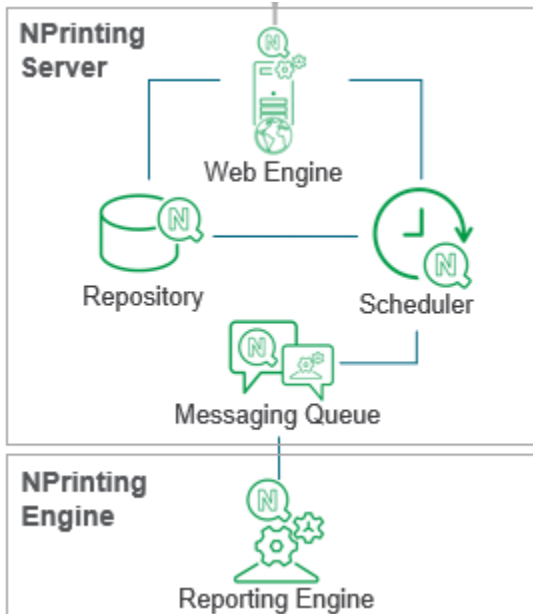 NPrinting
Server
N
Web Engine
N
N
Repository
Scheduler
N
Messaging Queue
NPrinting
Engine
N
Reporting Engine